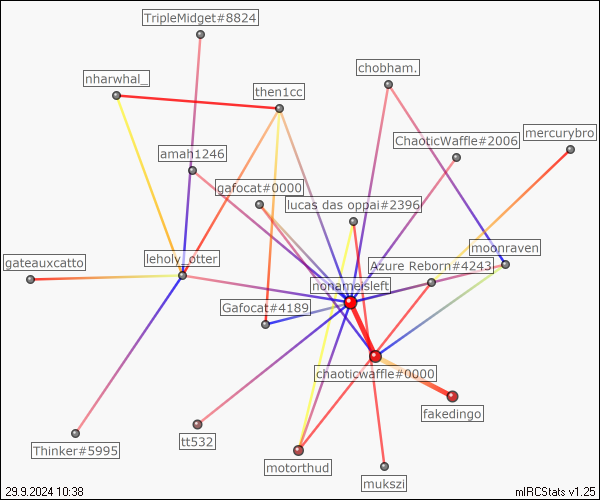 TripleMidget#8824
chobham.
nharwhal_
then1cc
mercurybro
ChaoticWaffle#2006
amah1246
gafocat#0000
lucas das oppai#2396
moonraven
gateauxcatto
leholy_otter
Azure Reborn#4243
nonameisleft
Gafocat#4189
chaoticwaffle#0000
fakedingo
Thinker#5995
tt532
motorthud
mukszi
29.9.2024 10:38
mIRCStats v1.25